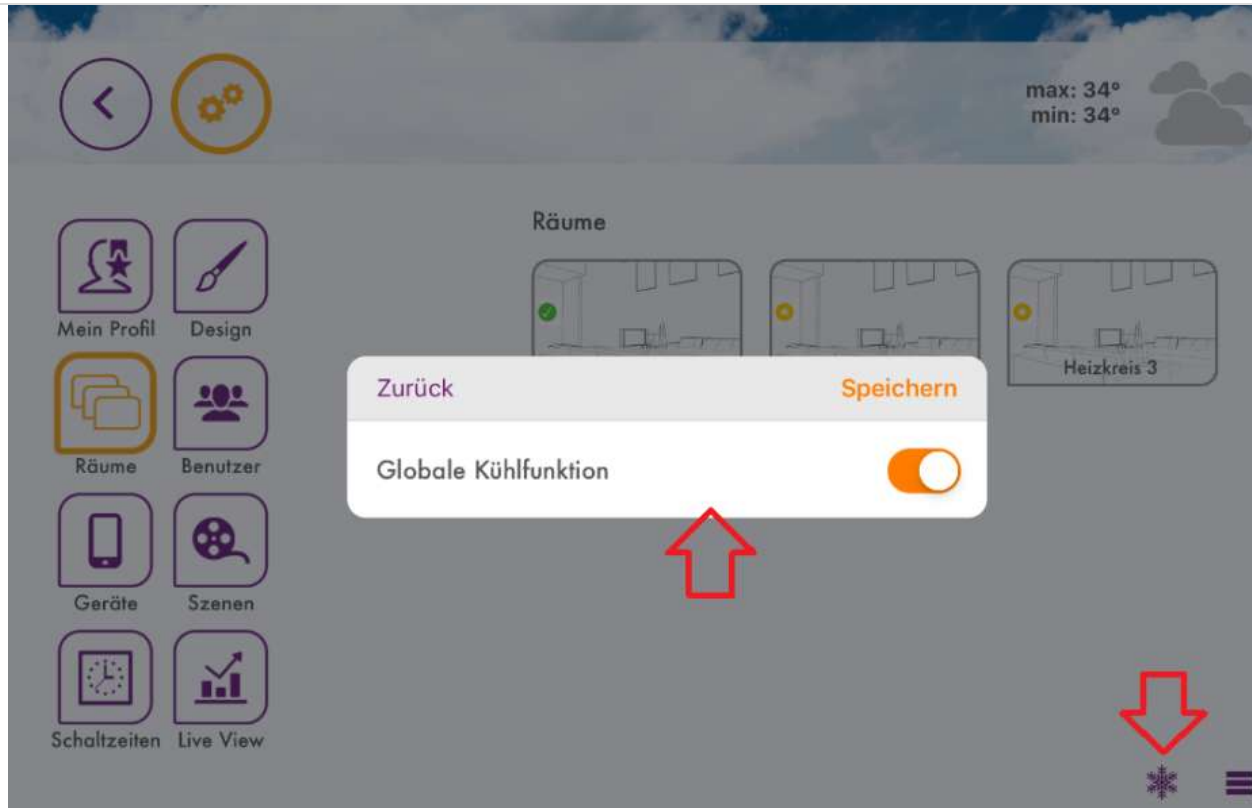 max: 34°
min: 34°
Räume
Mein Profil
Design
Heizkreis 3
Zurück
Speichern
Globale Kühlfunktion
Räume
Benutzer
Geräte
Szenen
Schaltzeiten
Live View